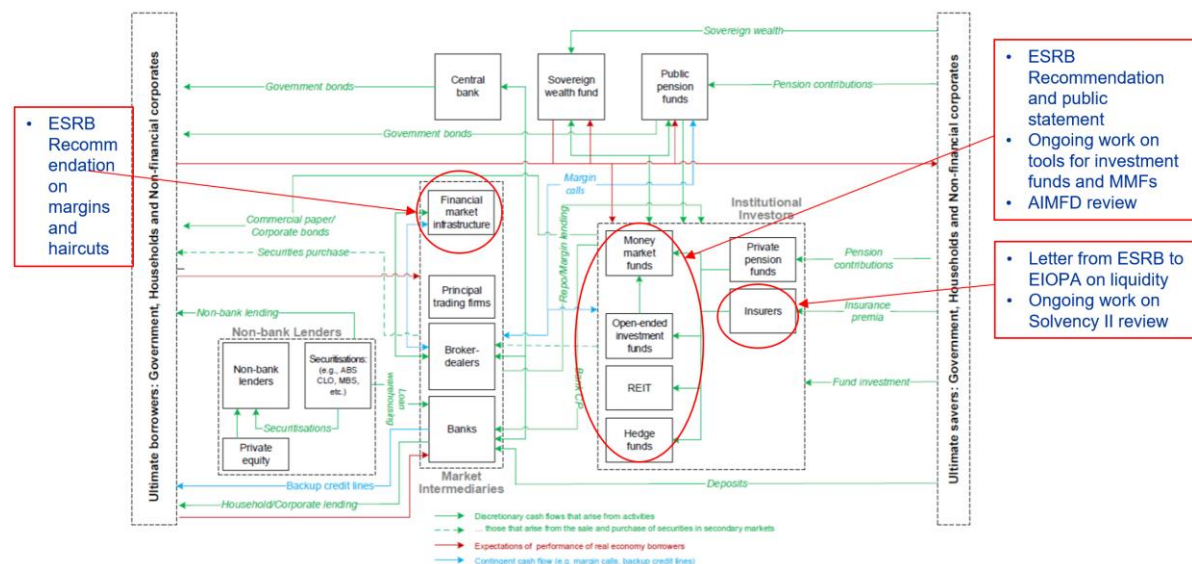 Sovereign wealth
Central
bank
Sovereign
wealth fund
Public
pension
funds
Government bonds
Pension contributions
Government bonds
• ESRB
Recomm
endation
on
margins
and
haircuts
• ESRB
Recommendation
and public
statement
• Ongoing work on
tools for investment
funds and MMFs
• AIMFD review
• Letter from ESRB to
EIOPA on liquidity
• Ongoing work on
Solvency II review
Ultimate borrowers: Government, Households and Non-financial corporates
Ultimate savers: Government, Households and Non-financial corporates
Margin
calls
Financial
market
infrastructure
Institutional
Investors
Commercial paper/
Corporate bonds
Securities purchase
Repo/Margin lending
Money
market
funds
Private
pension
funds
Pension
contributions
Principal
trading firms
Insurers
Insurance
premia
Non-bank lending
Non-bank Lenders
Non-bank
lenders
Securitisations:
(e.g., ABS
CLO, MBS,
etc.)
Broker-
dealers
Open-ended
investment funds
Loan
warehousing
Bank CP
REIT
Fund investment
Securitisations
Private
equity
Banks
Hedge
funds
Market
Intermediaries
Backup credit lines
Deposits
Household/Corporate lending
Discretionary cash flows that arise from activities
... those that arise from the sale and purchase of securities in secondary markets
Expectations of performance of real economy borrowers
Contingent cash flow (e.g. margin calls, backup credit lines)